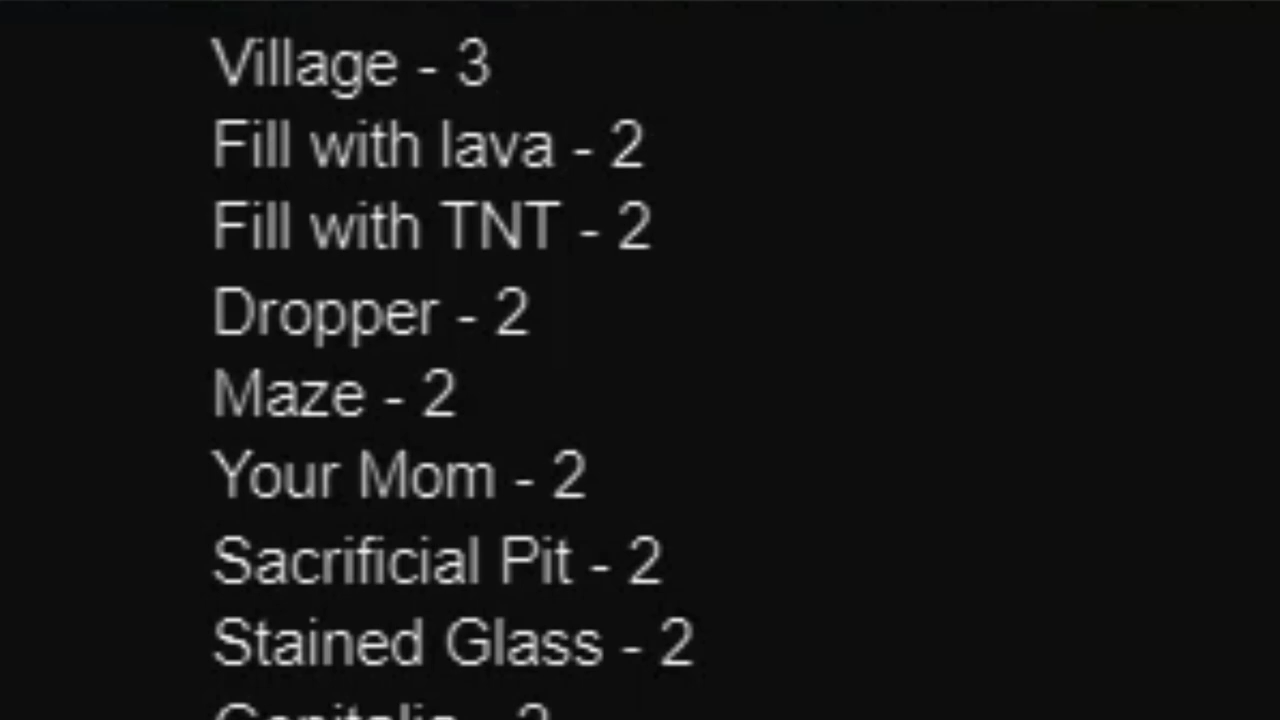 Village - 3
Fill with lava - 2
Fill with TNT - 2
Dropper - 2
Maze - 2
Your Mom - 2
Sacrificial Pit - 2
Stained Glass - 2